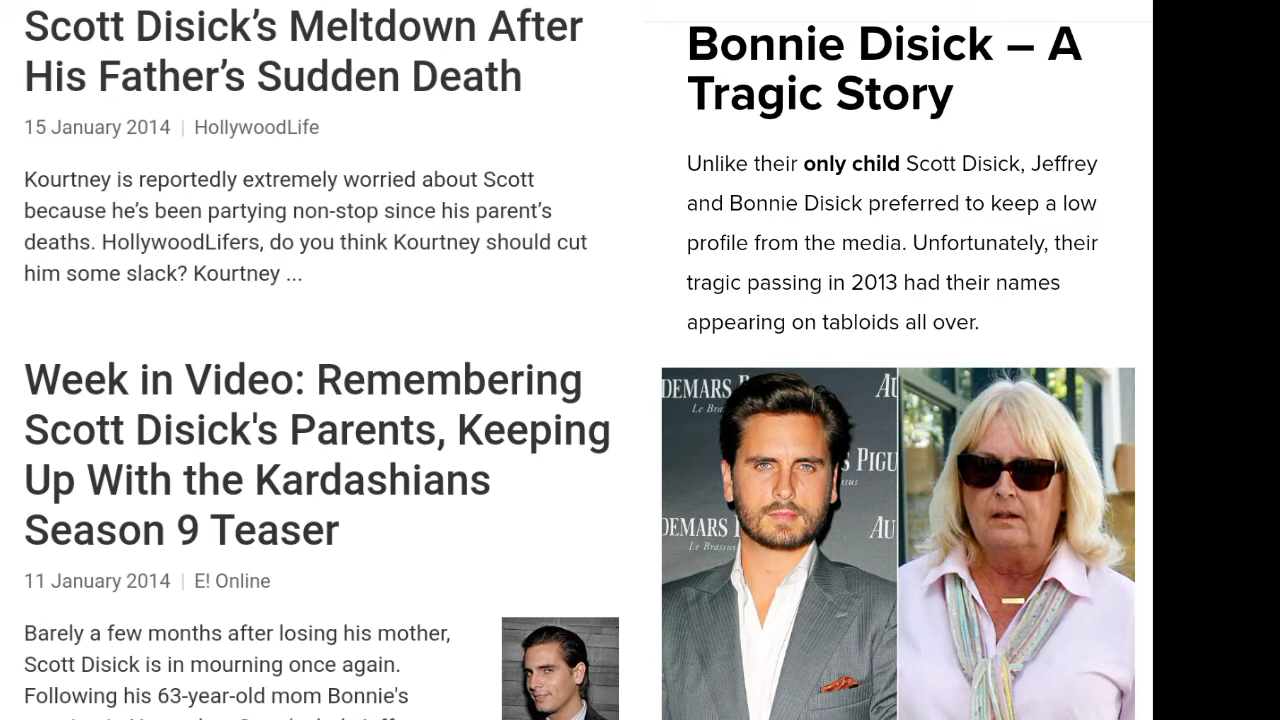 Scott Disick’s Meltdown After
His Father’s Sudden Death
15 January 2014 | HollywoodLife
Kourtney is reportedly extremely worried about Scott
because he’s been partying non-stop since his parent’s
deaths. HollywoodLifers, do you think Kourtney should cut
him some slack? Kourtney ...
Week in Video: Remembering
Scott Disick's Parents, Keeping
Up With the Kardashians
Season 9 Teaser
11 January 2014 | E! Online
Barely a few months after losing his mother,
Scott Disick is in mourning once again.
Following his 63-year-old mom Bonnie's
Bonnie Disick – A
Tragic Story
Unlike their only child Scott Disick, Jeffrey
and Bonnie Disick preferred to keep a low
profile from the media. Unfortunately, their
tragic passing in 2013 had their names
appearing on tabloids all over.
DEMARS P
AU
Le Bra
S PIGU
ssus
DEMARS P
AU
Le Brassus